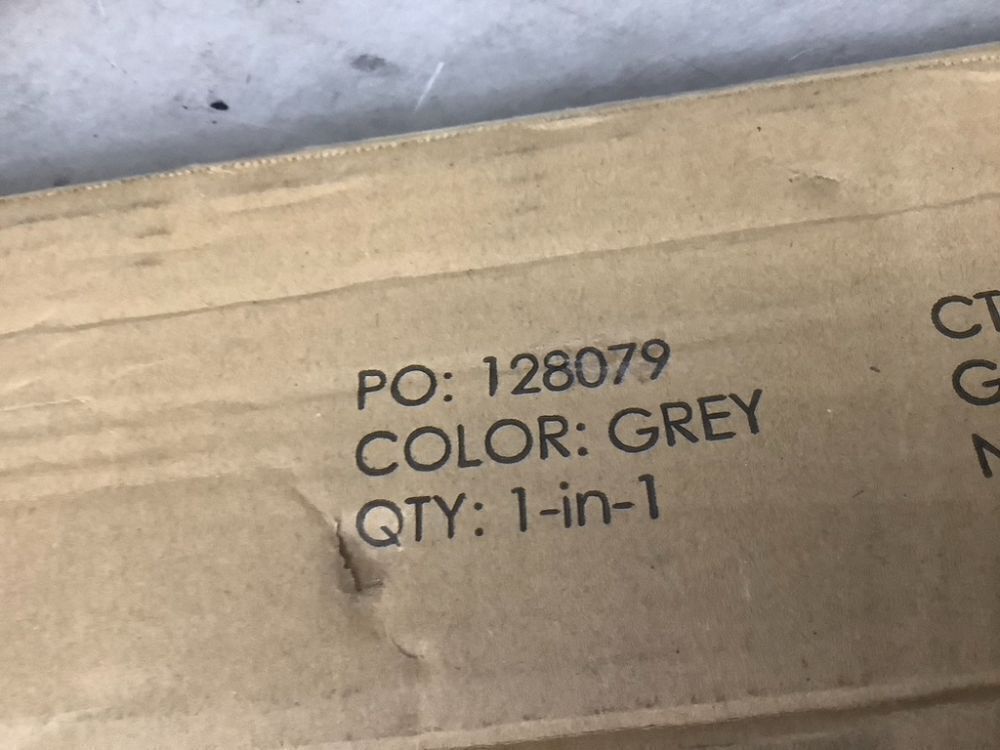 PO: 128079
COLOR: GREY
QTY: 1-in-1